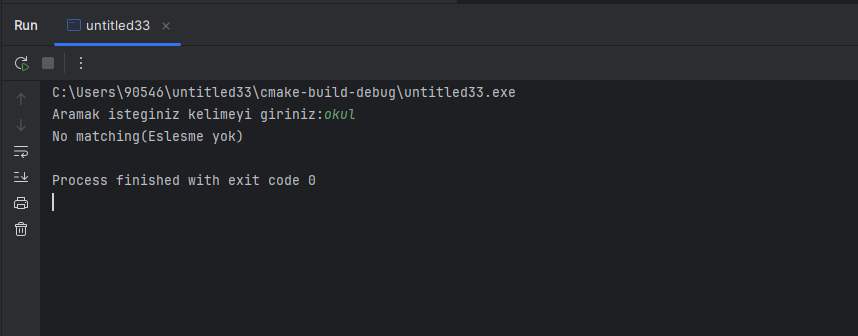 Run
untitled33
C:\Users\90546\untitled33\cmake-build-debug\untitled33.exe
Aramak isteginiz kelimeyi giriniz:okul
No matching(Eslesme yok)
Process finished with exit code 0